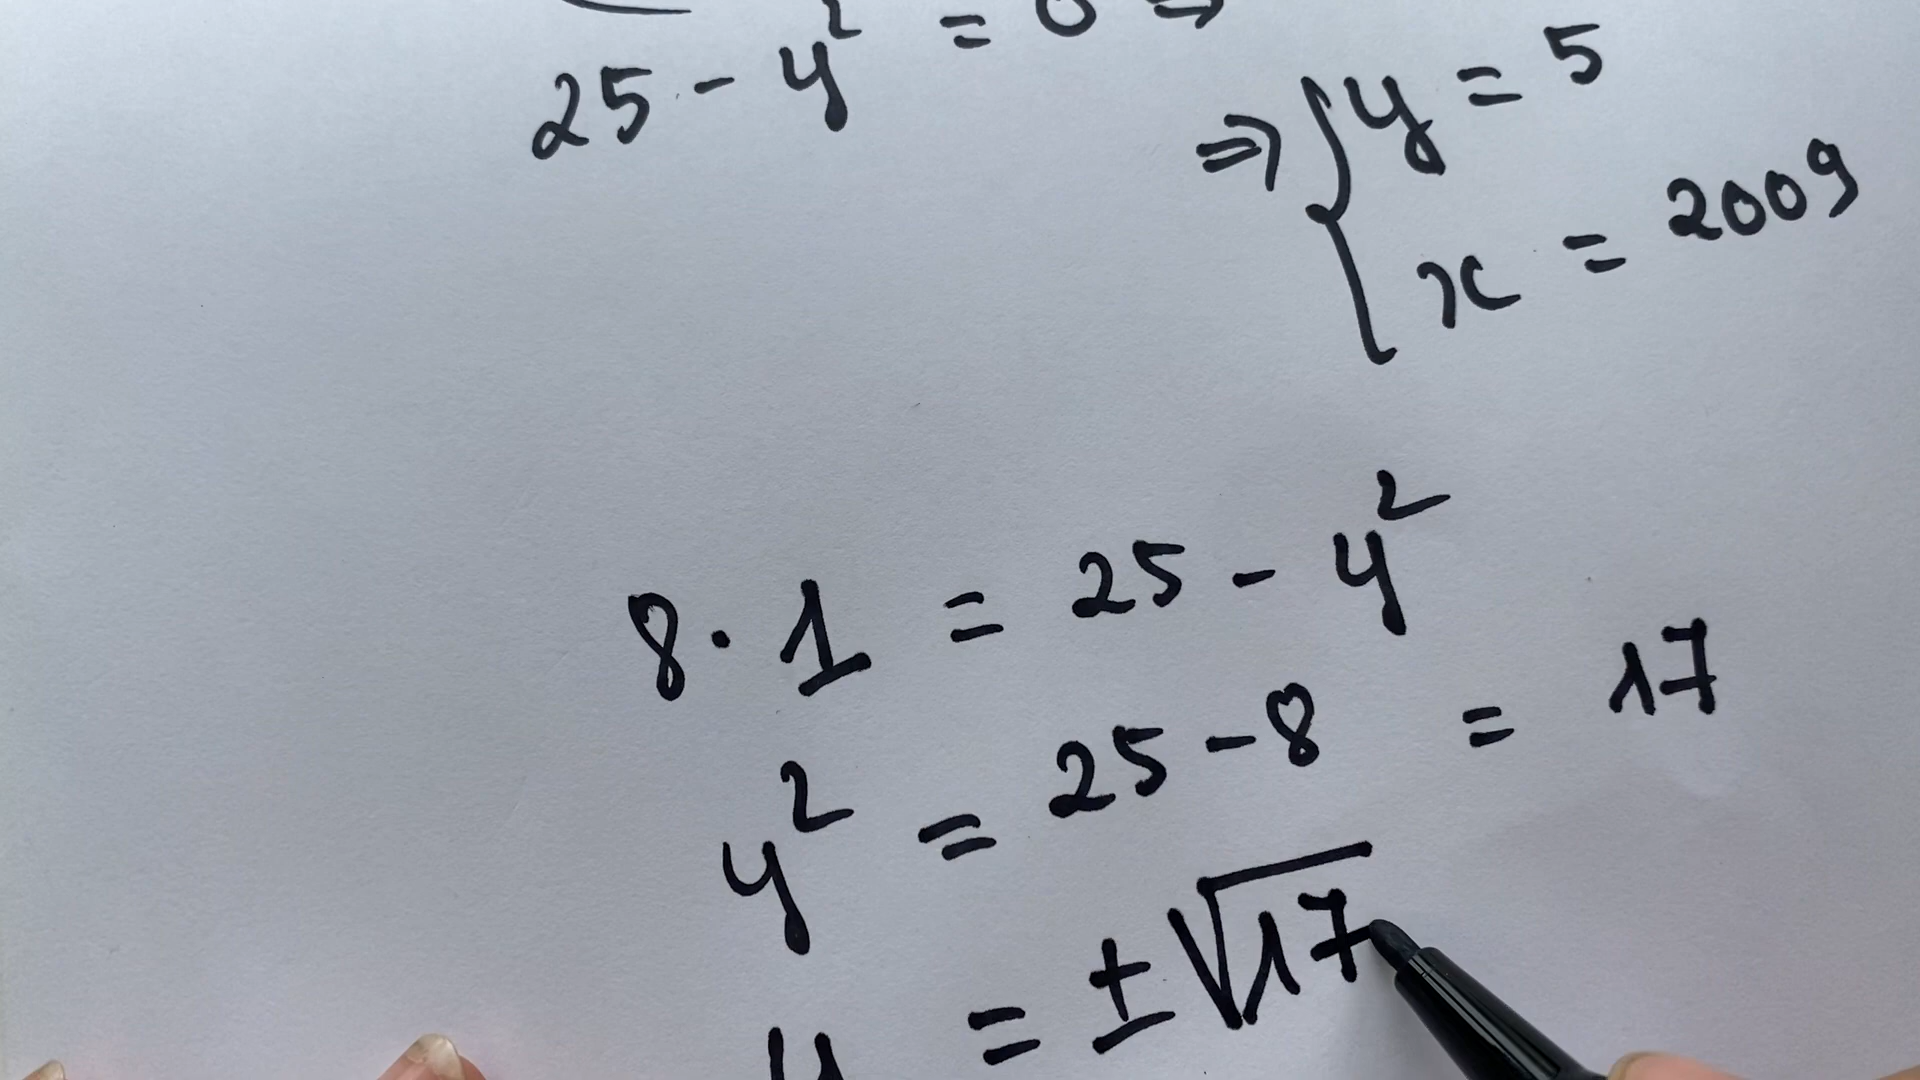 25 - y² = 0 ⇒
⇒ { y = 5
x = 2009
8 · 1 = 25 - y²
y² = 25 - 8 = 17
y = ±√17